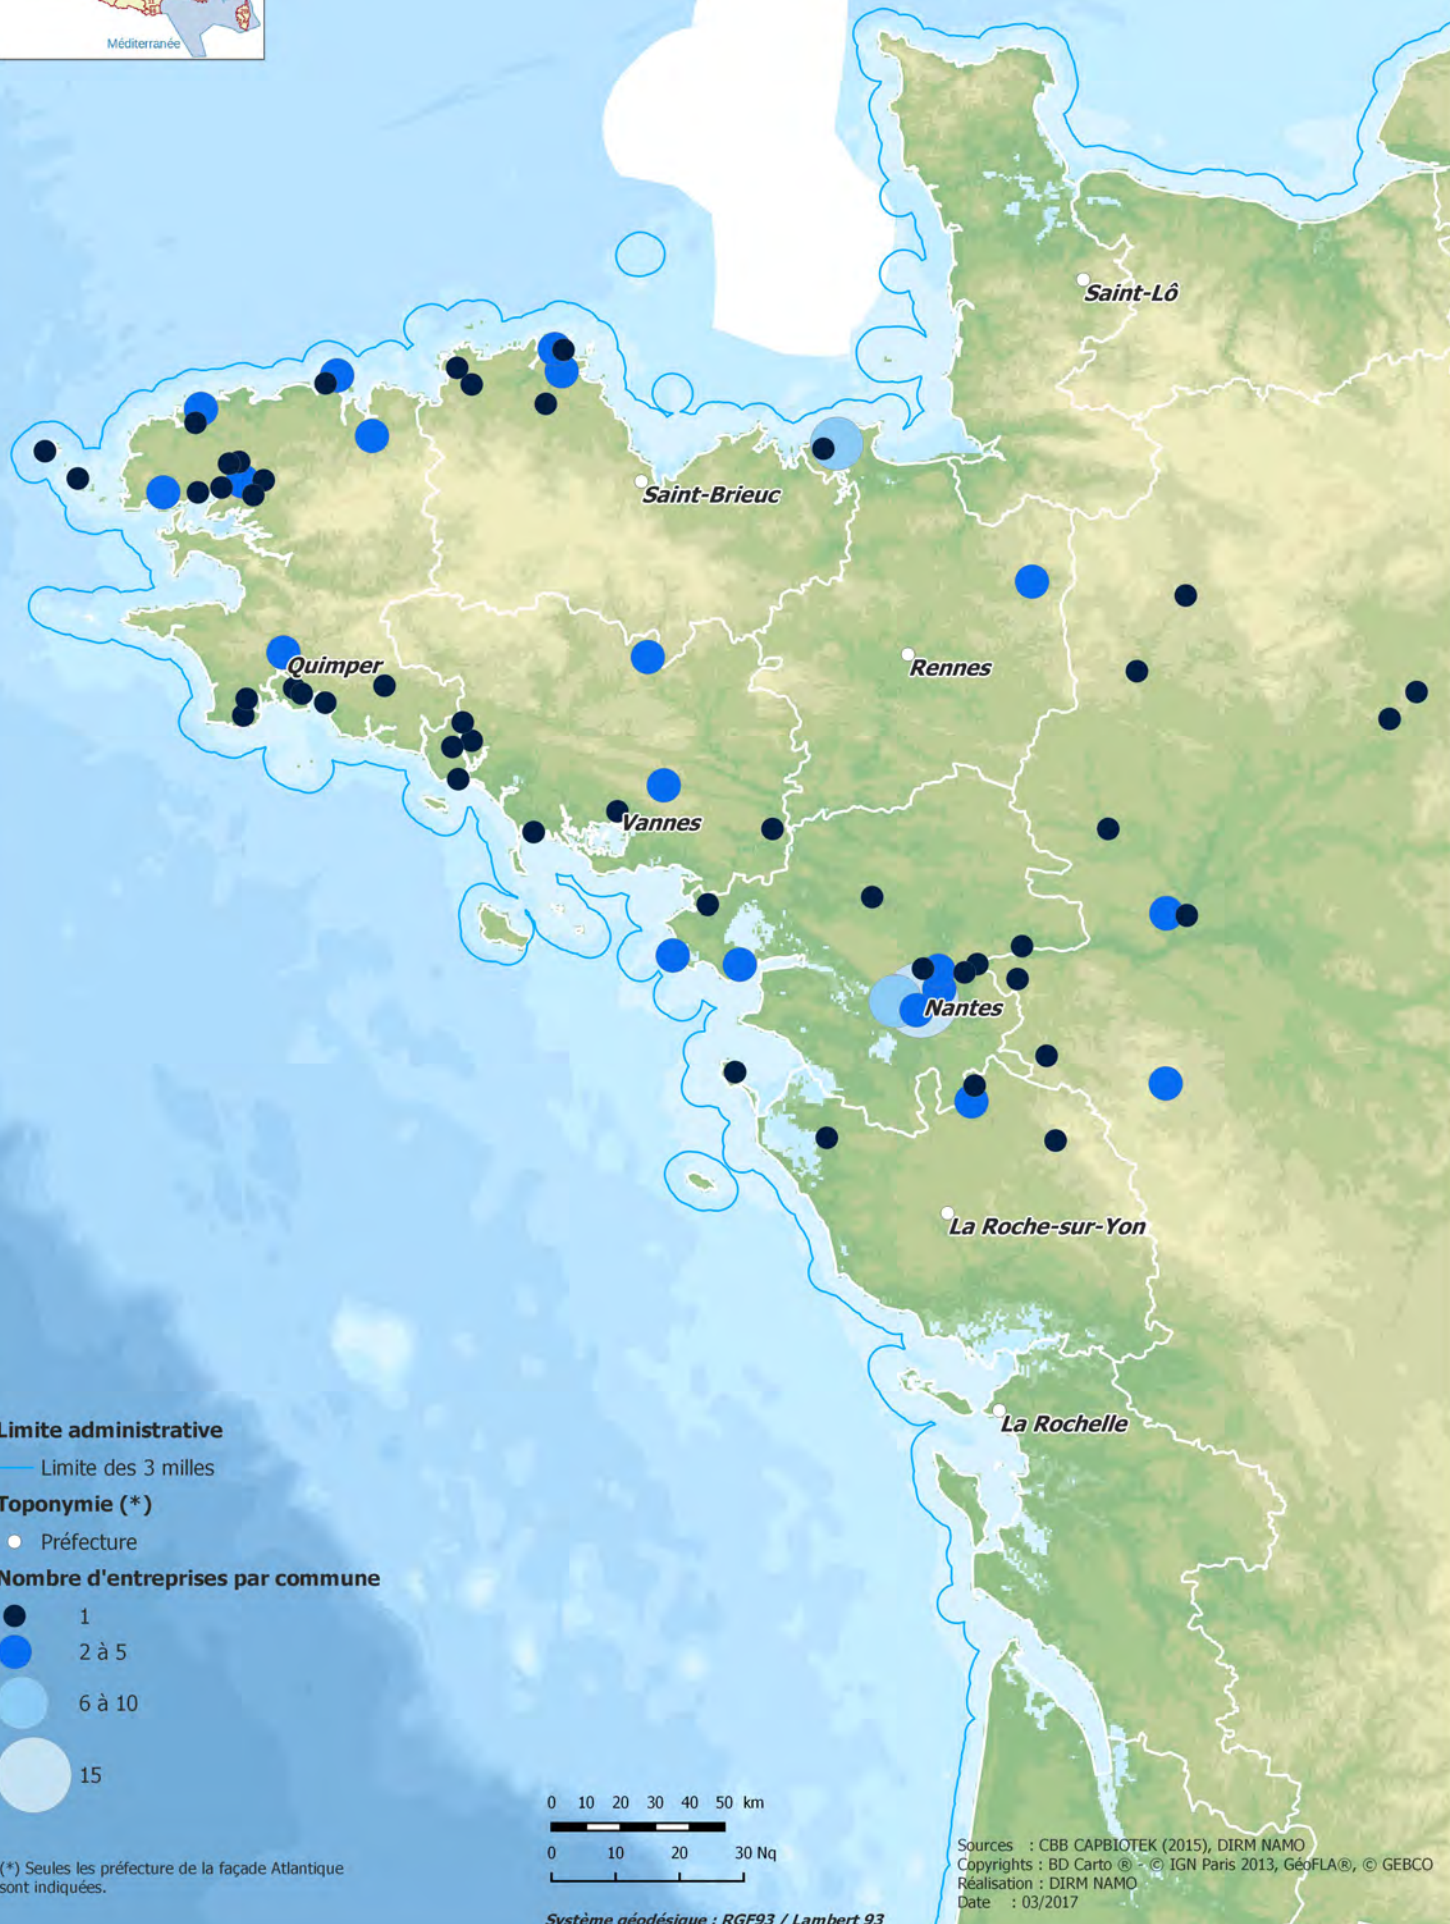 Méditerranée
Saint-Lô
Saint-Brieuc
Quimper
Rennes
Vannes
Nantes
La Roche-sur-Yon
La Rochelle
Limite administrative
Limite des 3 milles
Toponymie (*)
Préfecture
Nombre d'entreprises par commune
1
2 à 5
6 à 10
15
(*) Seules les préfecture de la façade Atlantique
sont indiquées.
0 10 20 30 40 50 km
0 10 20 30 Nq
Système géodésique : RGF93 / Lambert 93
Sources : CBB CAPBIOTEK (2015), DIRM NAMO
Copyrights : BD Carto ® - © IGN Paris 2013, GéoFLA®, © GEBCO
Réalisation : DIRM NAMO
Date : 03/2017